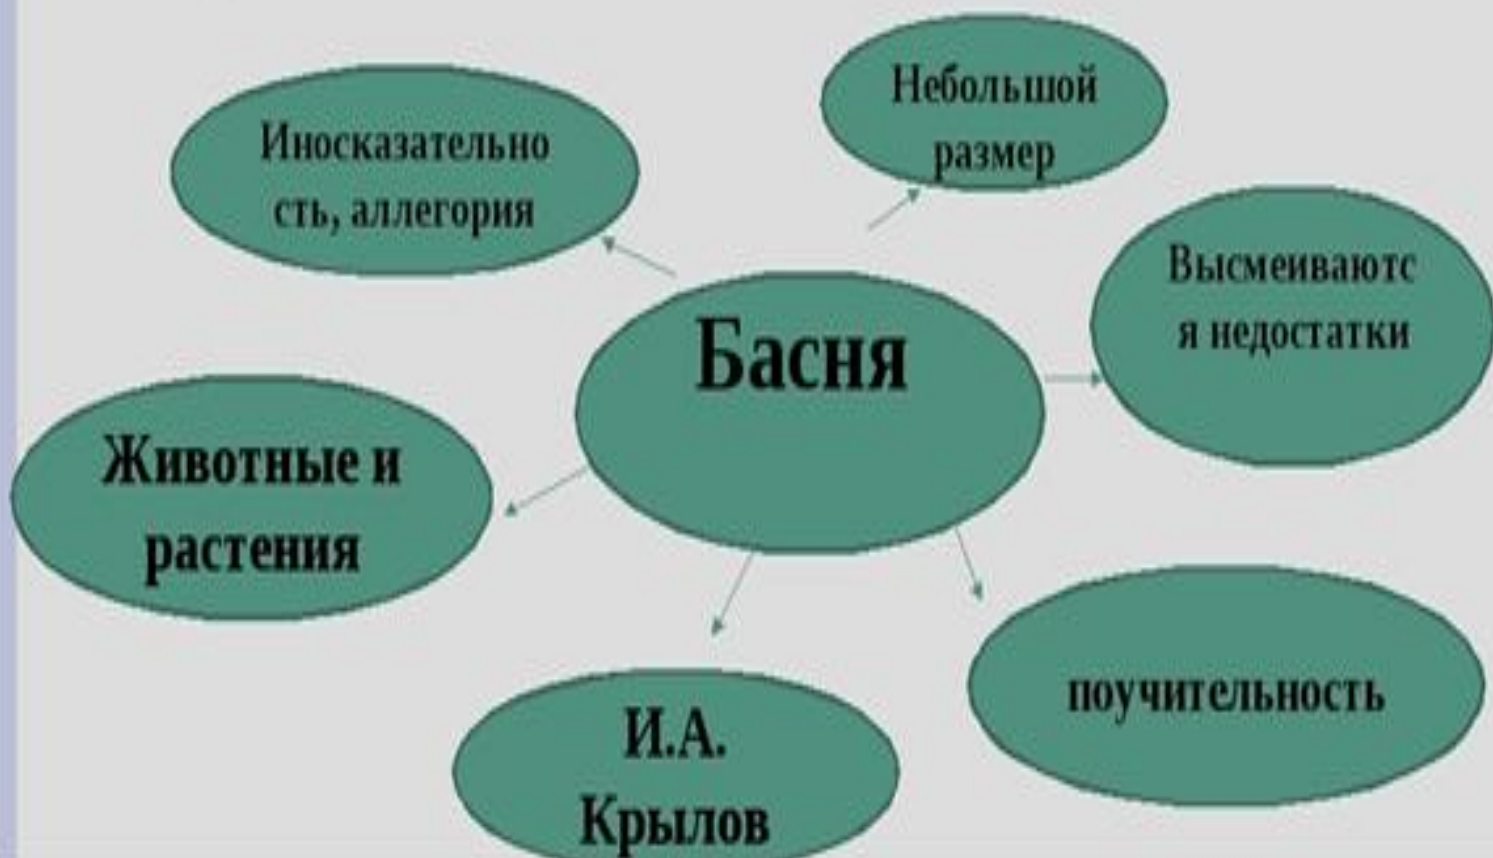 Небольшой
размер
Иносказательно
сть, аллегория
Высмеиваютс
я недостатки
Басня
Животные и
растения
поучительность
И.А.
Крылов